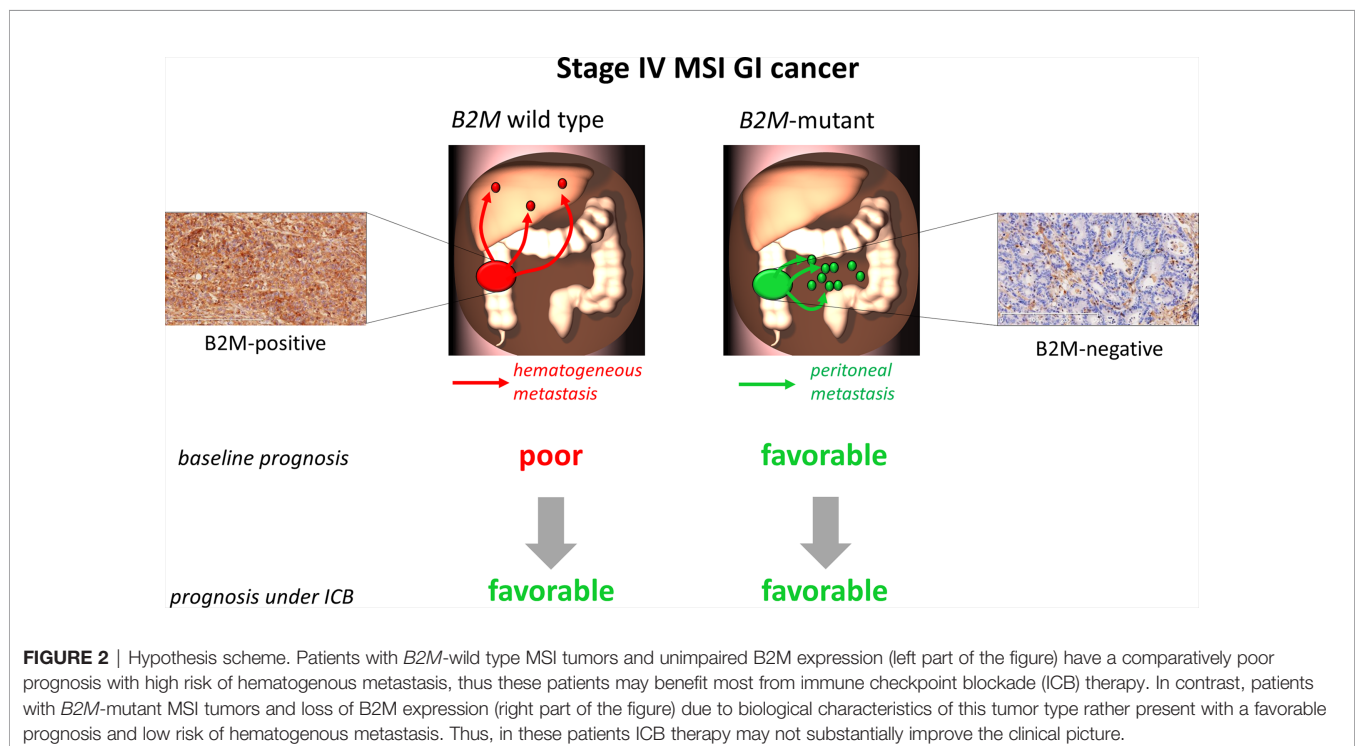 Stage IV MSI GI cancer
B2M wild type
B2M-mutant
B2M-positive
B2M-negative
hematogeneous
metastasis
peritoneal
metastasis
baseline prognosis
poor
favorable
prognosis under ICB
favorable
favorable
FIGURE 2 | Hypothesis scheme. Patients with B2M-wild type MSI tumors and unimpaired B2M expression (left part of the figure) have a comparatively poor
prognosis with high risk of hematogenous metastasis, thus these patients may benefit most from immune checkpoint blockade (ICB) therapy. In contrast, patients
with B2M-mutant MSI tumors and loss of B2M expression (right part of the figure) due to biological characteristics of this tumor type rather present with a favorable
prognosis and low risk of hematogenous metastasis. Thus, in these patients ICB therapy may not substantially improve the clinical picture.